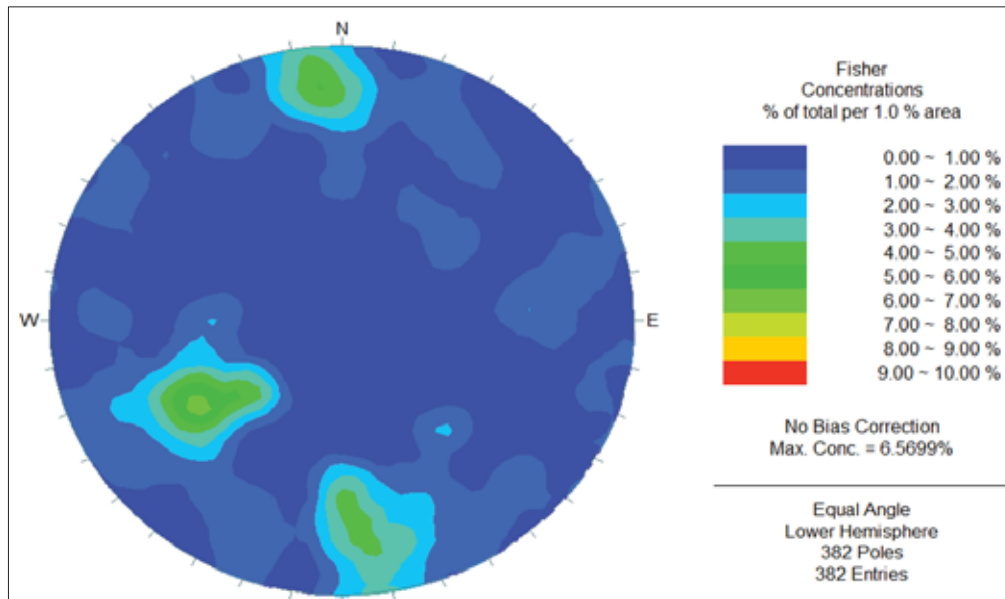 N
W
E
Fisher
Concentrations
% of total per 1.0 % area
0.00 ~ 1.00 %
1.00 ~ 2.00 %
2.00 ~ 3.00 %
3.00 ~ 4.00 %
4.00 ~ 5.00 %
5.00 ~ 6.00 %
6.00 ~ 7.00 %
7.00 ~ 8.00 %
8.00 ~ 9.00 %
9.00 ~ 10.00 %
No Bias Correction
Max. Conc. = 6.5699%
Equal Angle
Lower Hemisphere
382 Poles
382 Entries